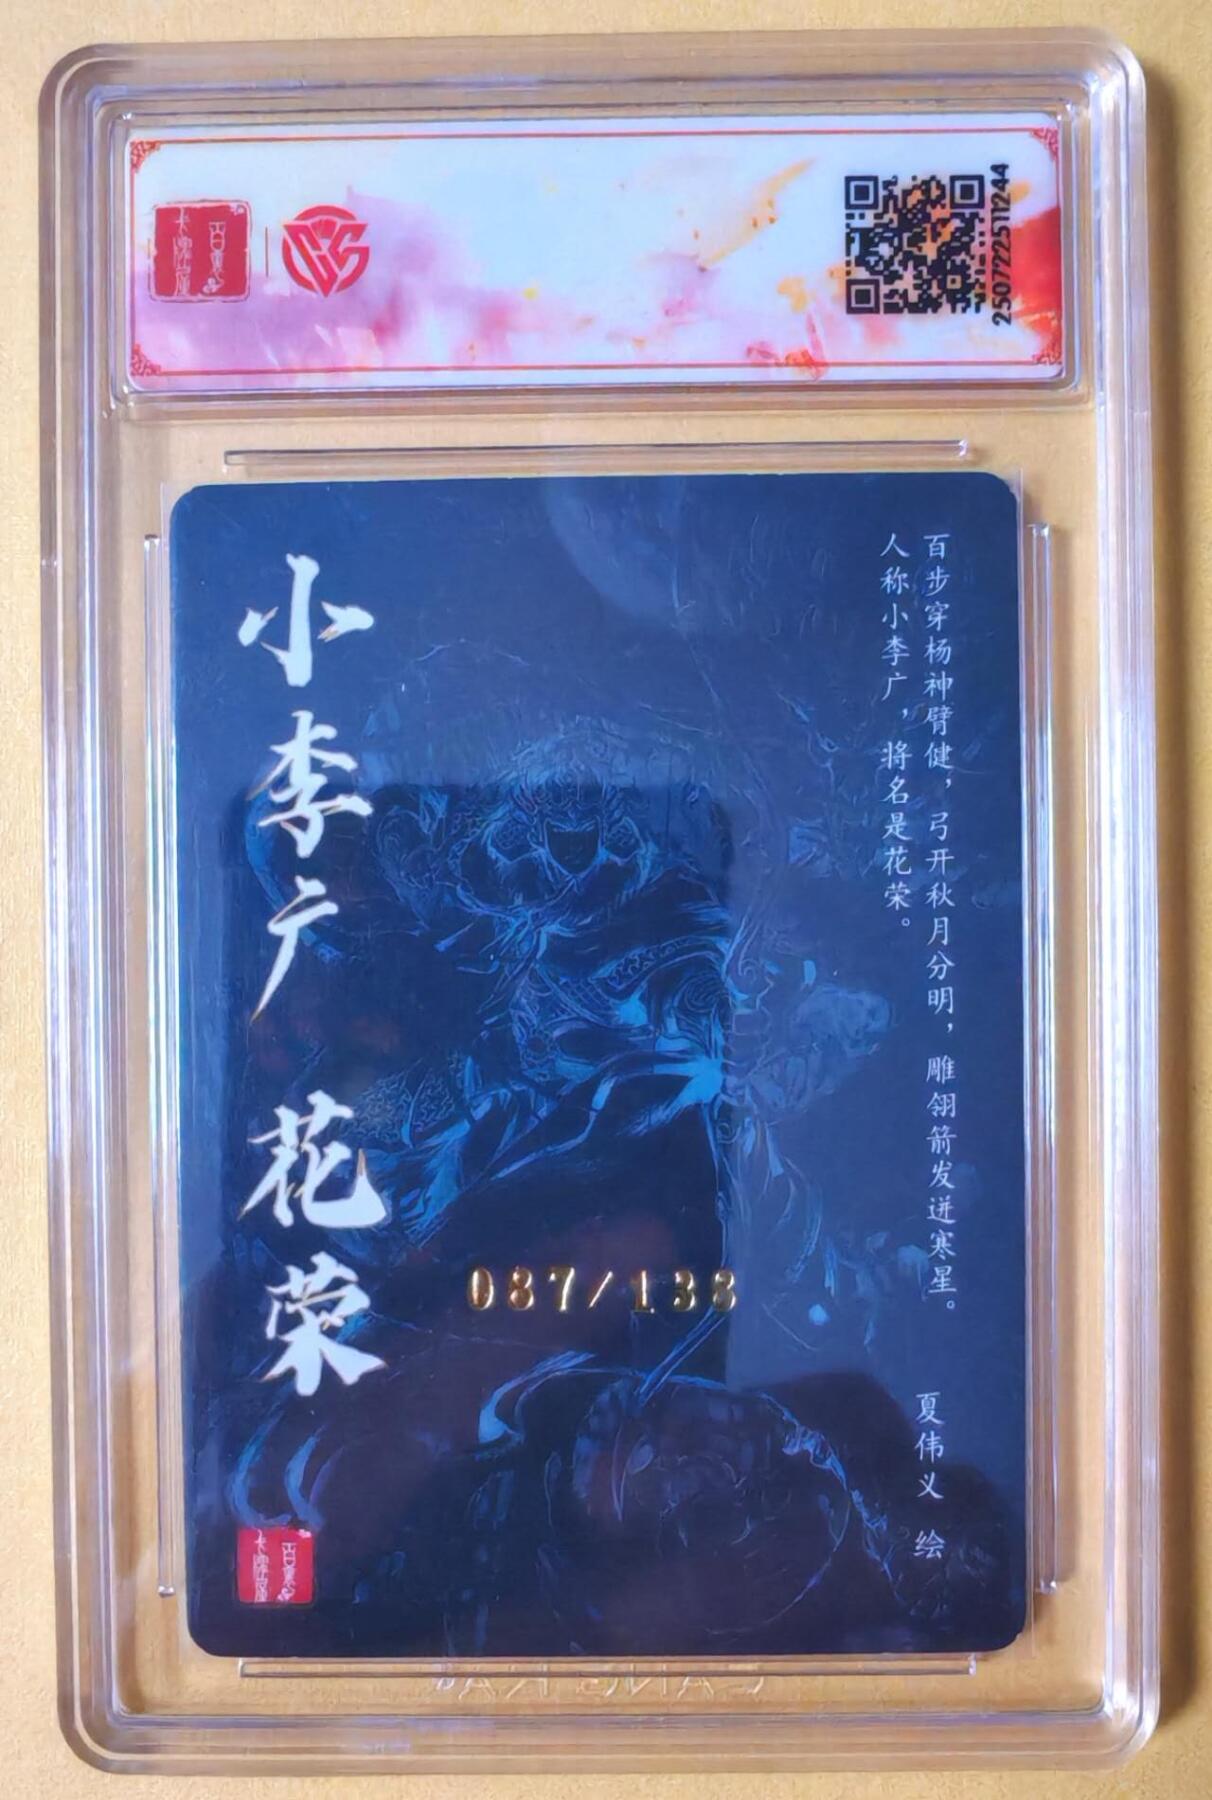 250722511244
百步穿杨神臂健，弓开秋月分明，雕翎箭发迸寒星。
人称小李广，将名是花荣。
小李广 花荣
087/138
夏伟义 绘